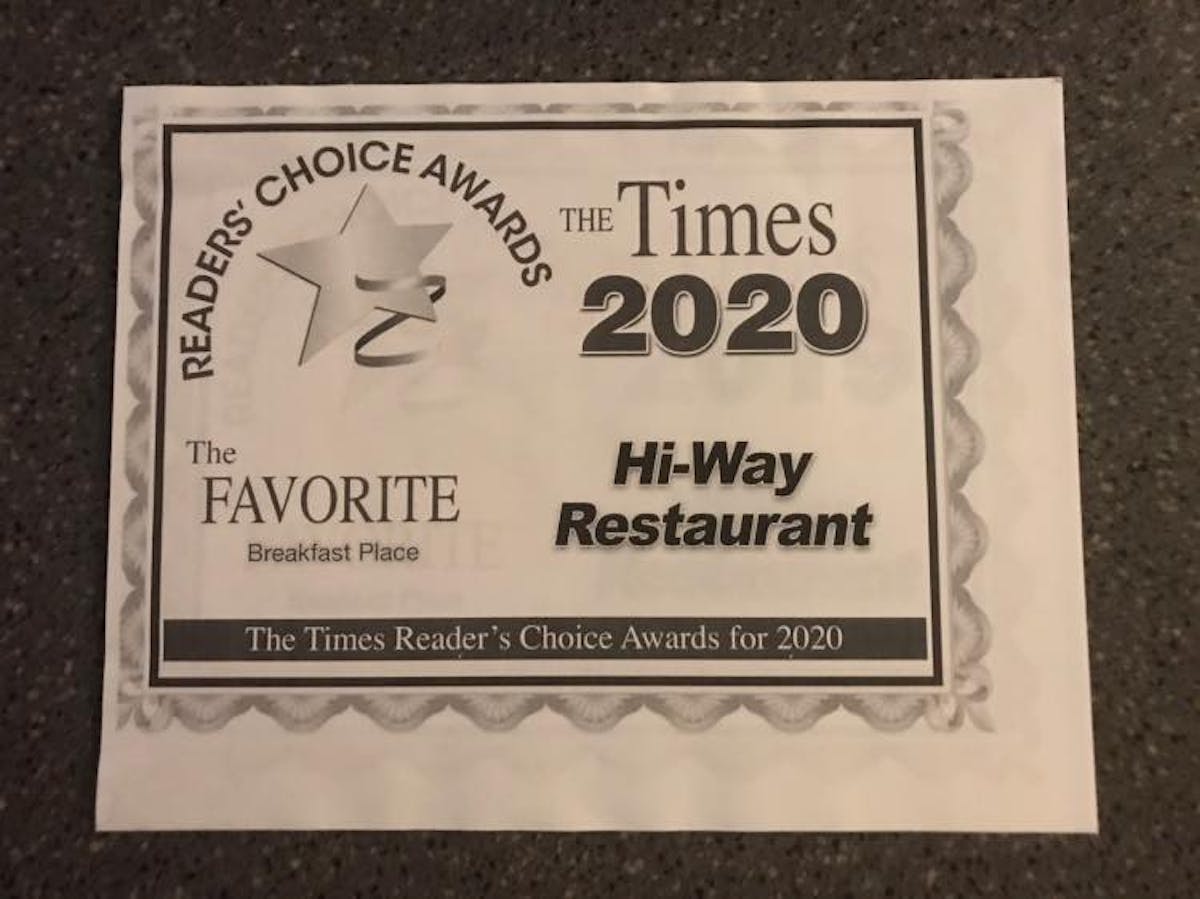 READERS' CHOICE AWARDS
THE Times
2020
The
FAVORITE
Breakfast Place
Hi-Way
Restaurant
The Times Reader's Choice Awards for 2020